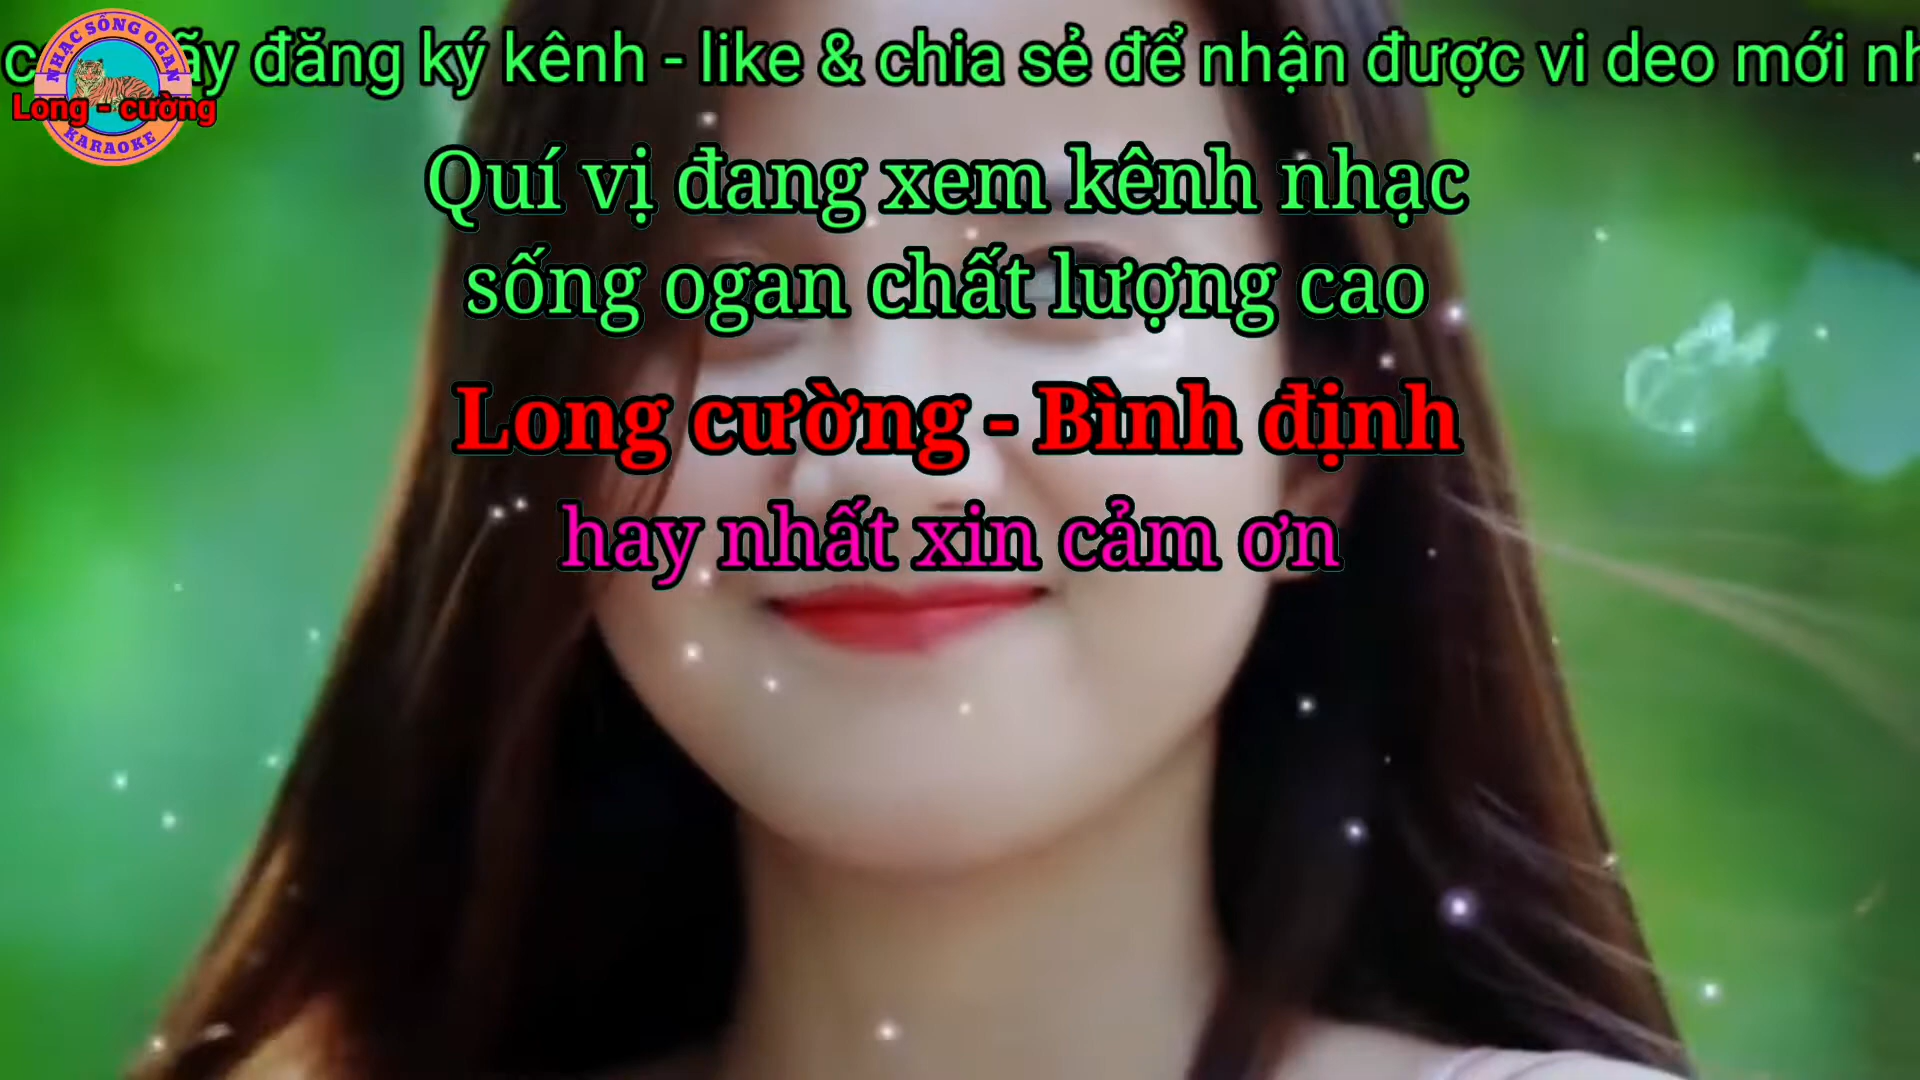 đăng ký kênh - like & chia sẻ để nhận được vi deo mới
NHẠC SỐNG OGAN
Long - cường
KARAOKE
Quí vị đang xem kênh nhạc
sống ogan chất lượng cao
Long cường - Bình định
hay nhất xin cảm ơn